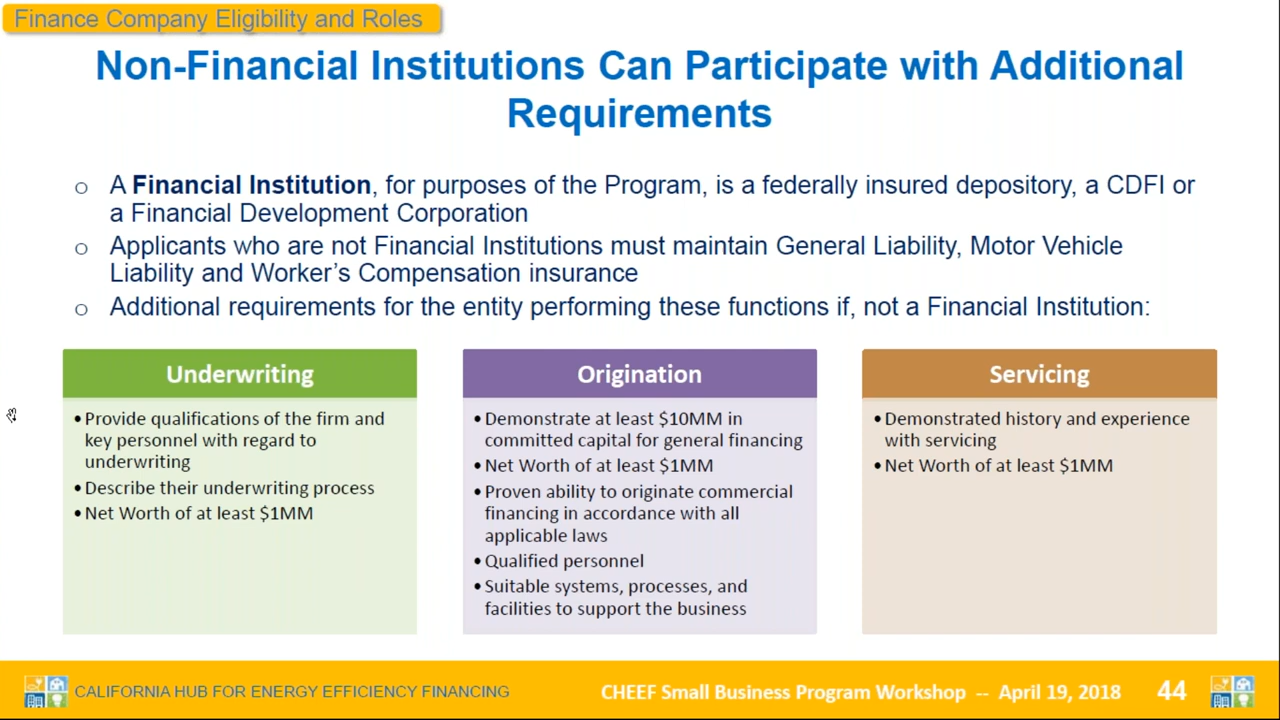 Finance Company Eligibility and Roles
Non-Financial Institutions Can Participate with Additional
Requirements
o A Financial Institution, for purposes of the Program, is a federally insured depository, a CDFI or
a Financial Development Corporation
o Applicants who are not Financial Institutions must maintain General Liability, Motor Vehicle
Liability and Worker’s Compensation insurance
o Additional requirements for the entity performing these functions if, not a Financial Institution:
Underwriting
• Provide qualifications of the firm and
key personnel with regard to
underwriting
• Describe their underwriting process
• Net Worth of at least $1MM
Origination
• Demonstrate at least $10MM in
committed capital for general financing
• Net Worth of at least $1MM
• Proven ability to originate commercial
financing in accordance with all
applicable laws
• Qualified personnel
• Suitable systems, processes, and
facilities to support the business
Servicing
• Demonstrated history and experience
with servicing
• Net Worth of at least $1MM
CALIFORNIA HUB FOR ENERGY EFFICIENCY FINANCING
CHEEF Small Business Program Workshop -- April 19, 2018
44